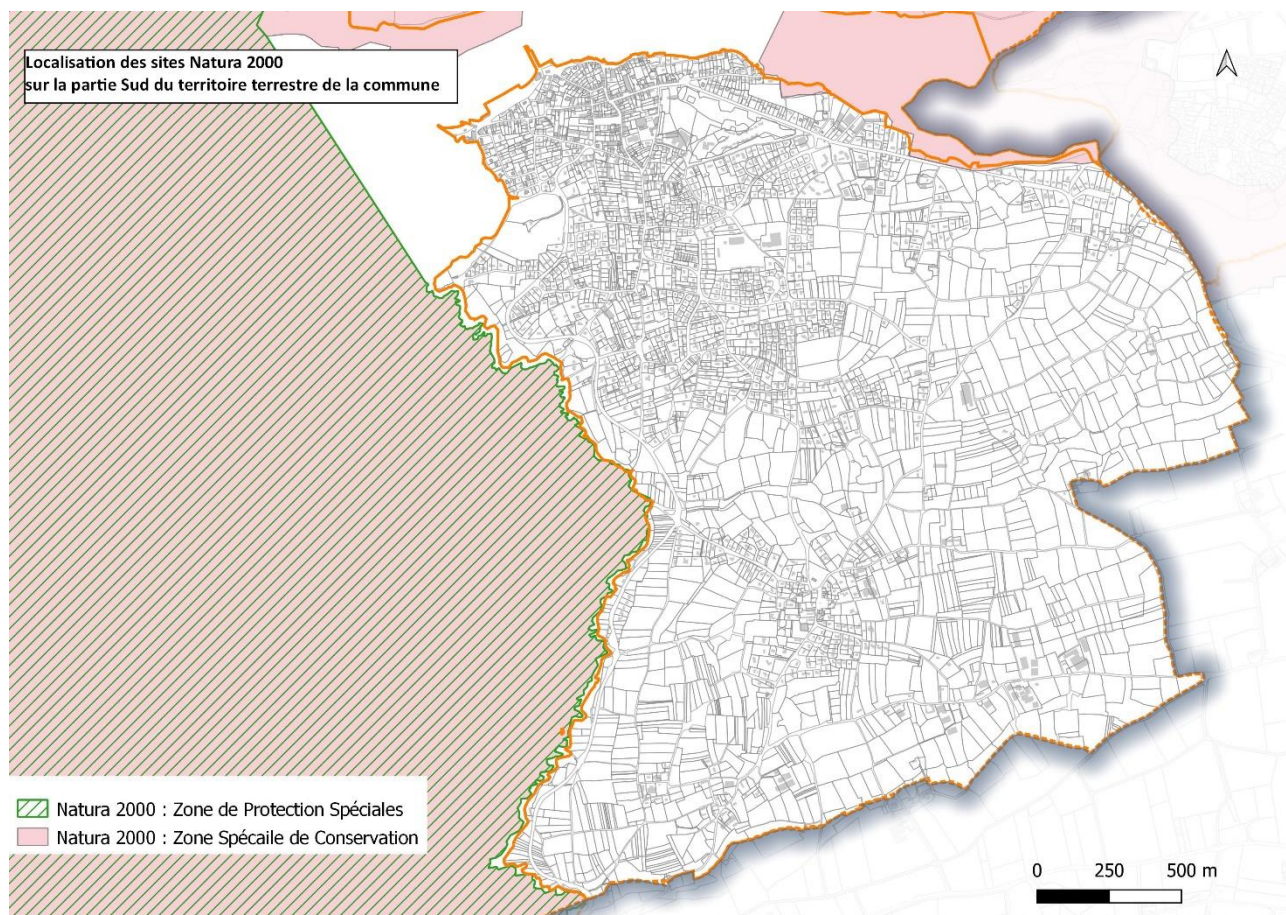 Localisation des sites Natura 2000
sur la partie Sud du territoire terrestre de la commune
Natura 2000 : Zone de Protection Spéciales
Natura 2000 : Zone Spécaile de Conservation
0 250 500 m